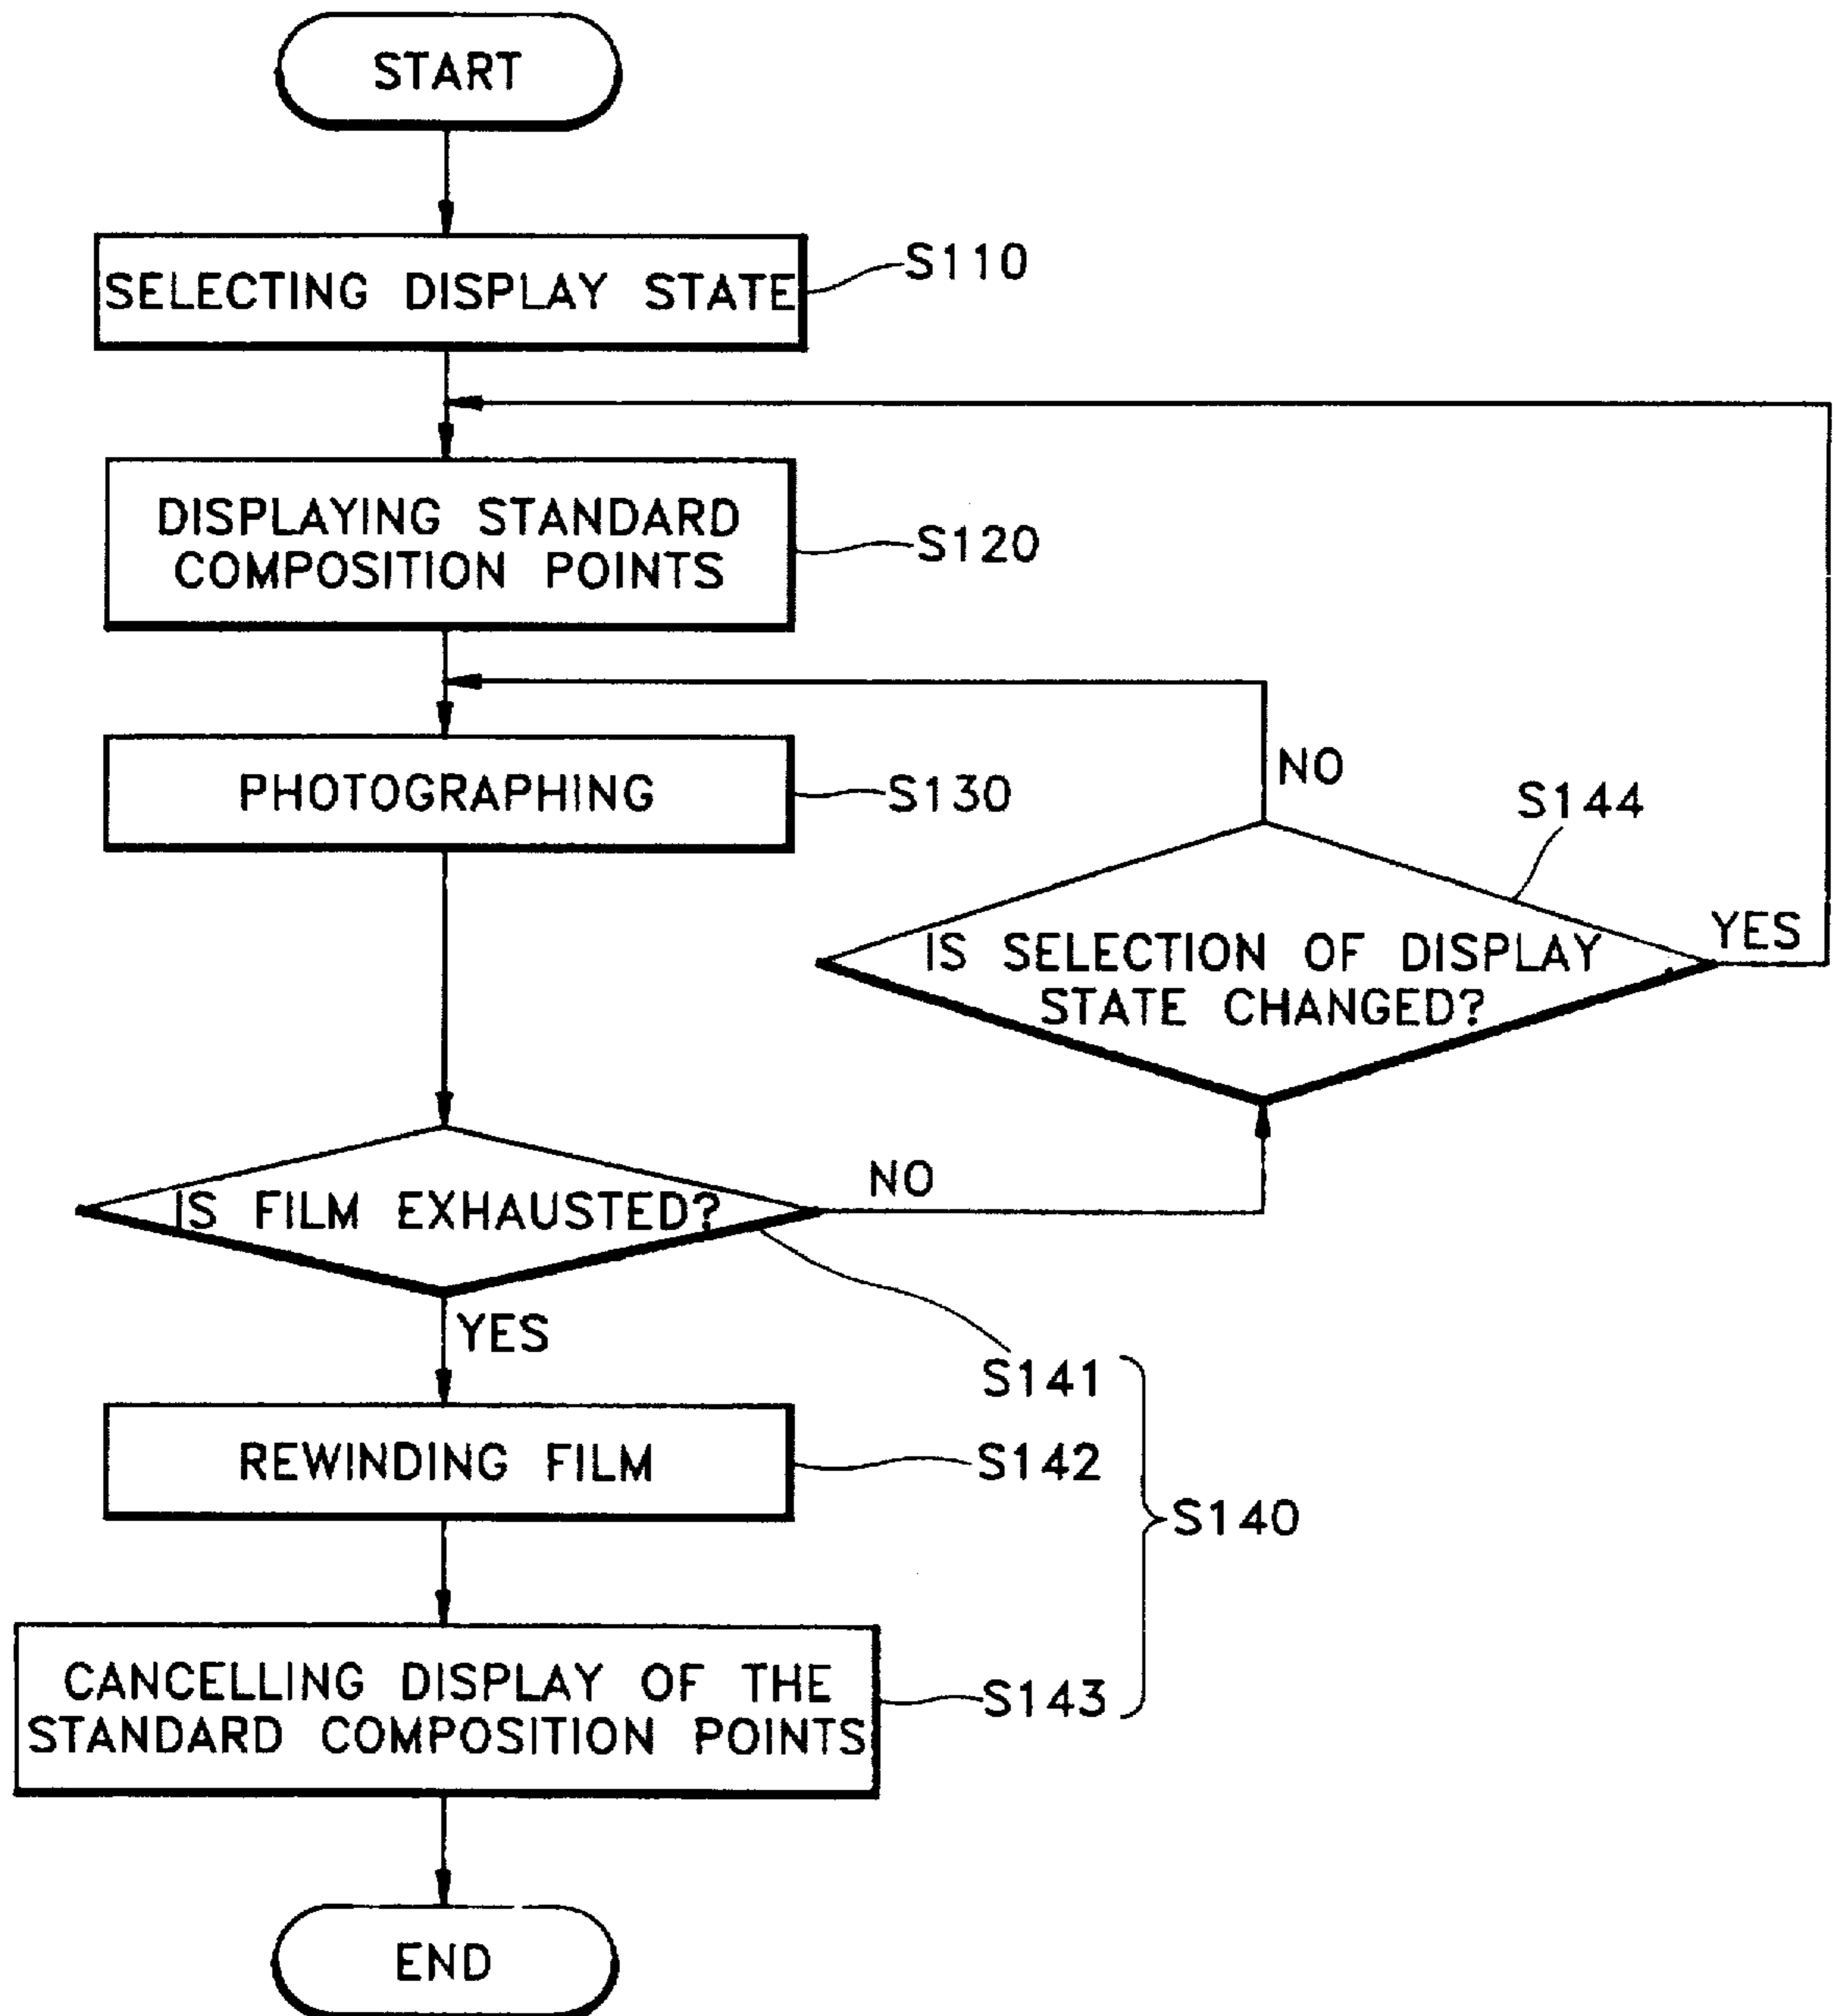 START
SELECTING DISPLAY STATE
S110
DISPLAYING STANDARD
COMPOSITION POINTS
S120
PHOTOGRAPHING
S130
NO
S144
IS SELECTION OF DISPLAY
STATE CHANGED?
YES
IS FILM EXHAUSTED?
NO
YES
S141
REWINDING FILM
S142
S140
CANCELLING DISPLAY OF THE
STANDARD COMPOSITION POINTS
S143
END